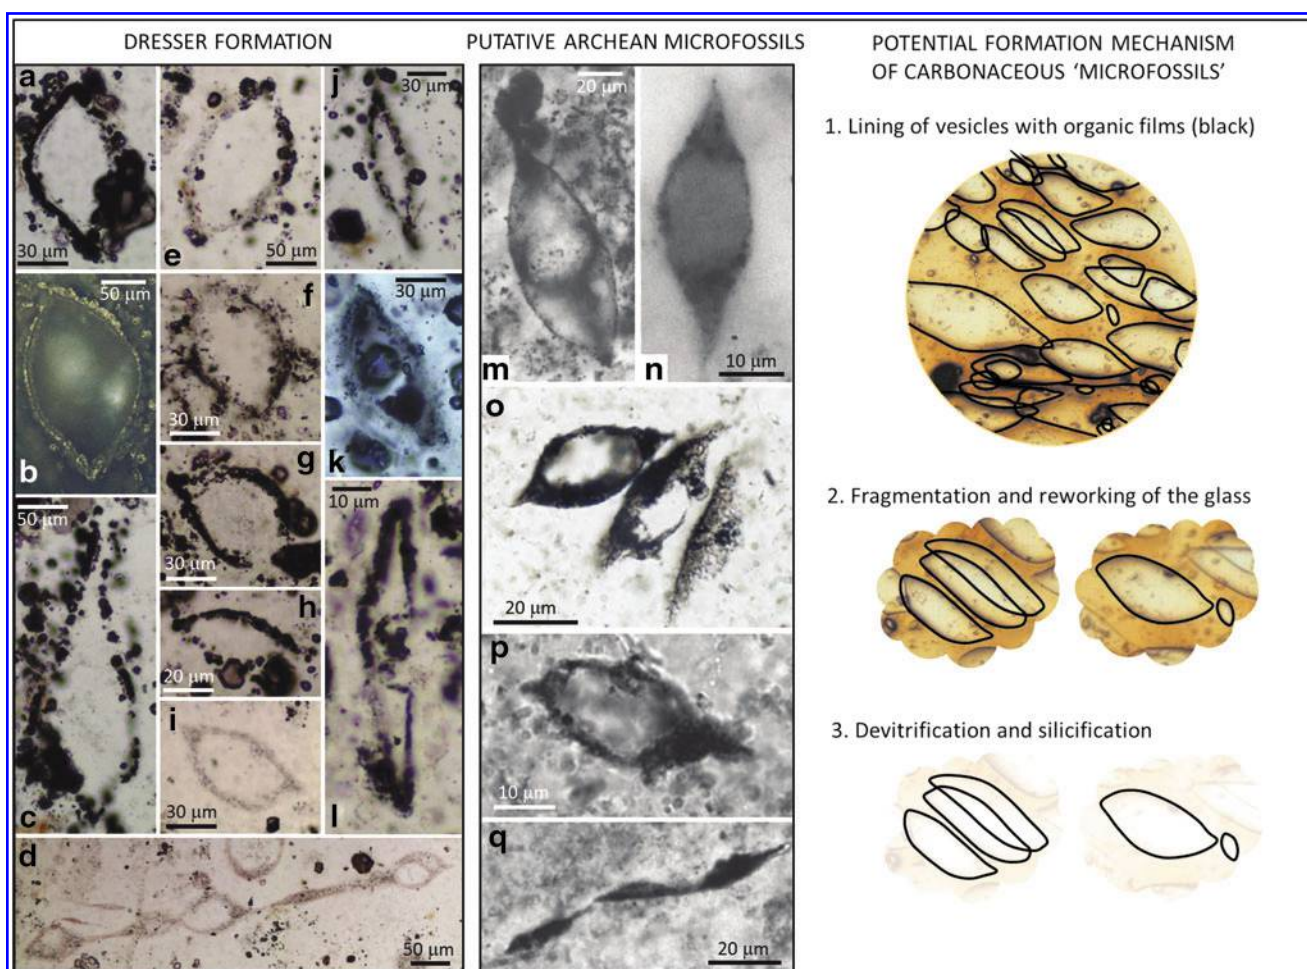 DRESSER FORMATION
a
30 µm
e
50 µm
j
30 µm
b
50 µm
f
30 µm
k
30 µm
c
50 µm
g
30 µm
h
20 µm
i
30 µm
l
10 µm
d
50 µm
PUTATIVE ARCHEAN MICROFOSSILS
m
20 µm
n
10 µm
o
20 µm
p
10 µm
q
20 µm
POTENTIAL FORMATION MECHANISM
OF CARBONACEOUS ‘MICROFOSSILS’
1. Lining of vesicles with organic films (black)
2. Fragmentation and reworking of the glass
3. Devitrification and silicification